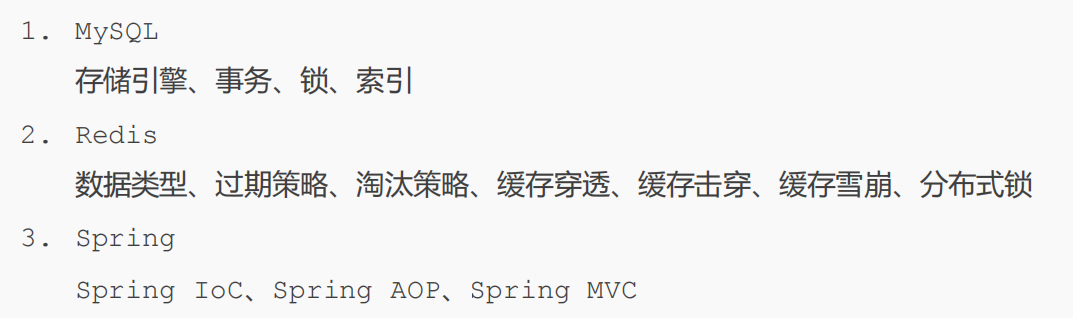 1. MySQL
存储引擎、事务、锁、索引
2. Redis
数据类型、过期策略、淘汰策略、缓存穿透、缓存击穿、缓存雪崩、分布式锁
3. Spring
Spring IoC、Spring AOP、Spring MVC